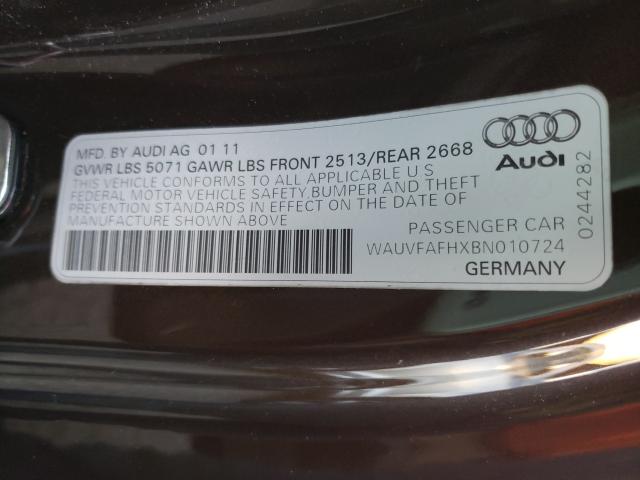 MFD. BY AUDI AG 01 11
GVWR LBS 5071 GAWR LBS FRONT 2513/REAR 2668
THIS VEHICLE CONFORMS TO ALL APPLICABLE U S
FEDERAL MOTOR VEHICLE SAFETY,BUMPER AND THEFT
PREVENTION STANDARDS IN EFFECT ON THE DATE OF
MANUFACTURE SHOWN ABOVE
PASSENGER CAR
WAUVFAFHXBN010724
GERMANY
Audi
0244282